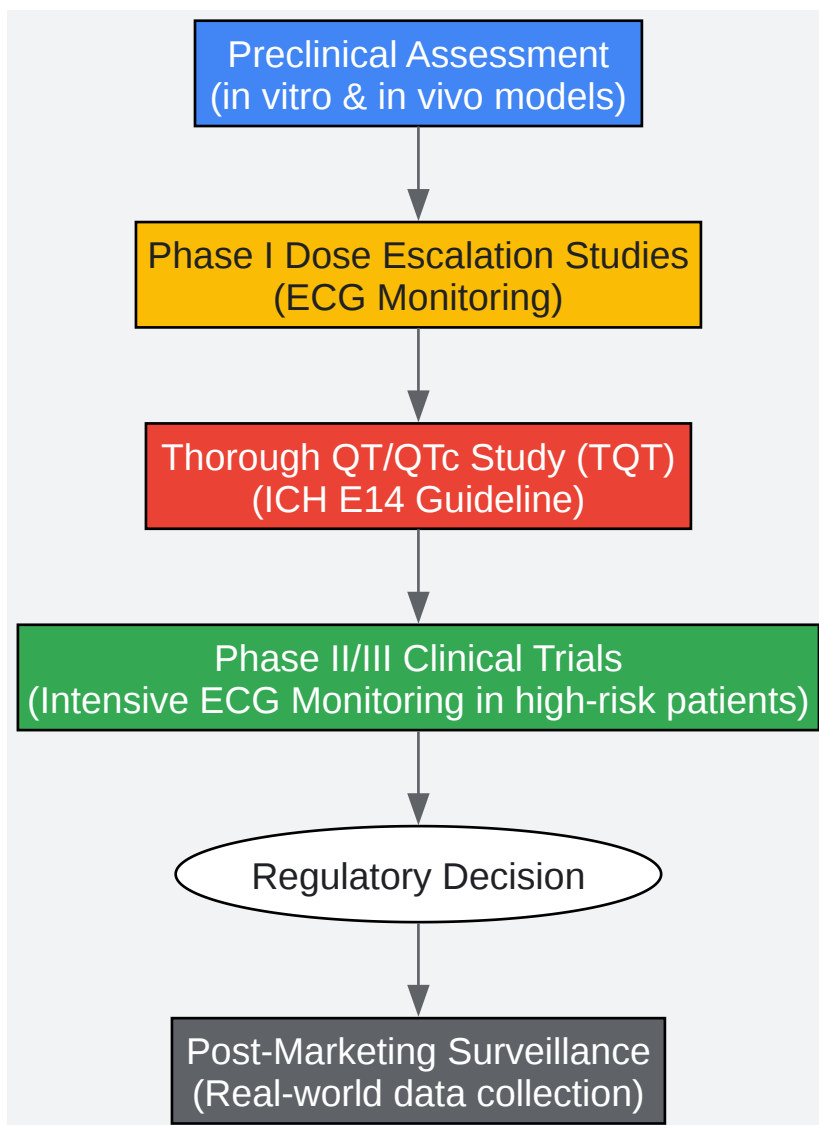 Preclinical Assessment
(in vitro & in vivo models)
Phase I Dose Escalation Studies
(ECG Monitoring)
Thorough QT/QTc Study (TQT)
(ICH E14 Guideline)
Phase II/III Clinical Trials
(Intensive ECG Monitoring in high-risk patients)
Regulatory Decision
Post-Marketing Surveillance
(Real-world data collection)